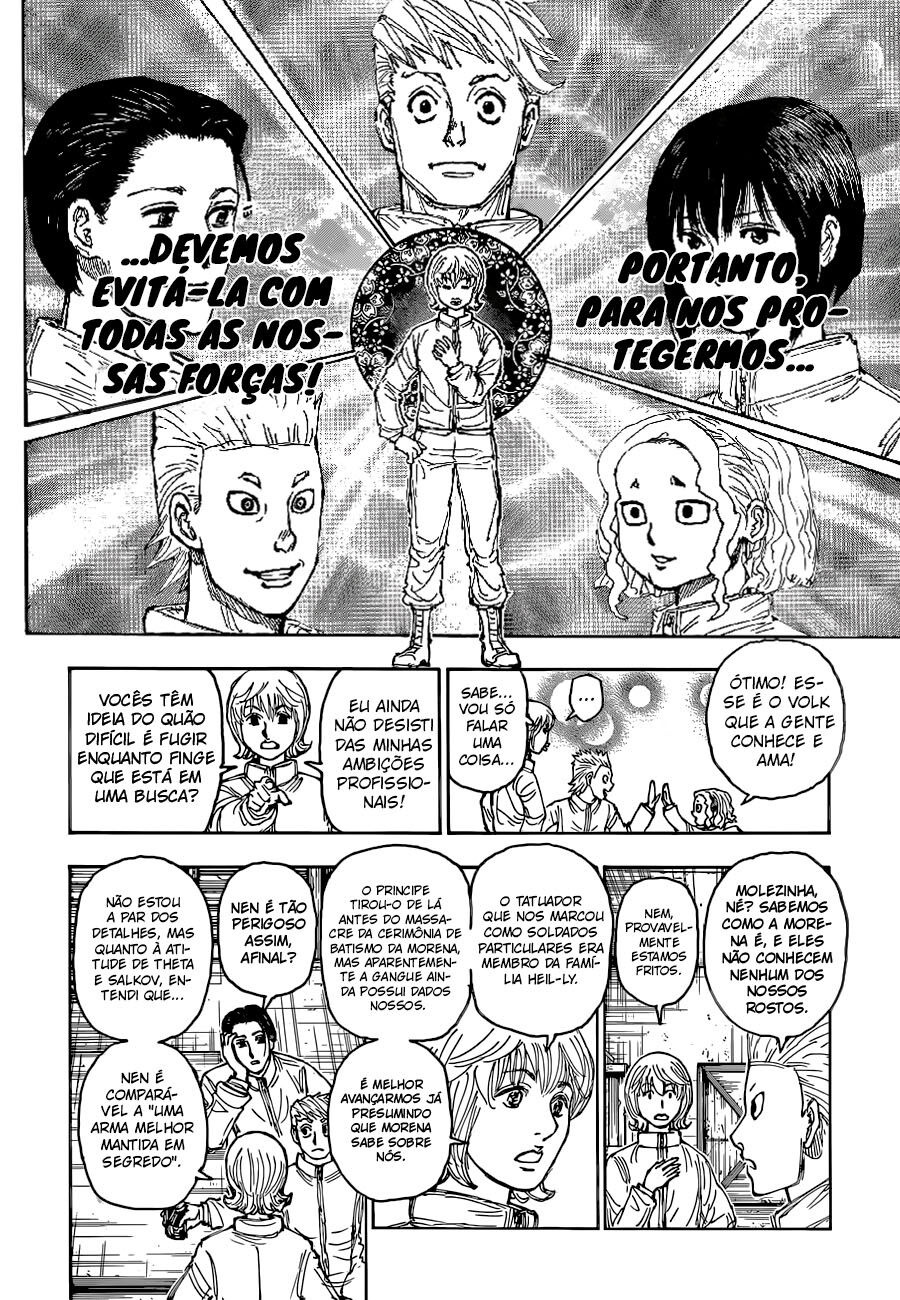 PORTANTO,
PARA NOS PRO-
TEGERMOS...
...DEVEMOS
EVITÁ-LA COM
TODAS AS NOS-
SAS FORÇAS!
ÓTIMO! ES-
SE É O VOLK
QUE A GENTE
CONHECE E
AMA!
...
SABE...
VOU SÓ
FALAR
UMA
COISA...
EU AINDA
NÃO DESISTI
DAS MINHAS
AMBIÇÕES
PROFISSIO-
NAIS!
VOCÊS TÊM
IDEIA DO QUÃO
DIFÍCIL É FUGIR
ENQUANTO FINGE
QUE ESTÁ EM
UMA BUSCA?
MOLEZINHA,
NÉ? SABEMOS
COMO A MORE-
NA É, E ELES
NÃO CONHECEM
NENHUM DOS
NOSSOS
ROSTOS.
NEM,
PROVAVEL-
MENTE
ESTAMOS
FRITOS.
O TATUADOR
QUE NOS MARCOU
COMO SOLDADOS
PARTICULARES ERA
MEMBRO DA FAMÍ-
LIA HEIL-LY.
O PRINCIPE
TIROU-O DE LÁ
ANTES DO MASSA-
CRE DA CERIMÔNIA DE
BATISMO DA MORENA,
MAS APARENTEMENTE
A GANGUE AIN-
DA POSSUI DADOS
NOSSOS.
É MELHOR
AVANÇARMOS JÁ
PRESUMINDO
QUE MORENA
SABE SOBRE
NÓS.
NEN É TÃO
PERIGOSO
ASSIM,
AFINAL?
NÃO ESTOU
A PAR DOS
DETALHES, MAS
QUANTO À ATI-
TUDE DE THETA
E SALKOV, EN-
TENDI QUE...
NEN É
COMPARÁ-
VEL A "UMA
ARMA MELHOR
MANTIDA EM
SEGREDO".